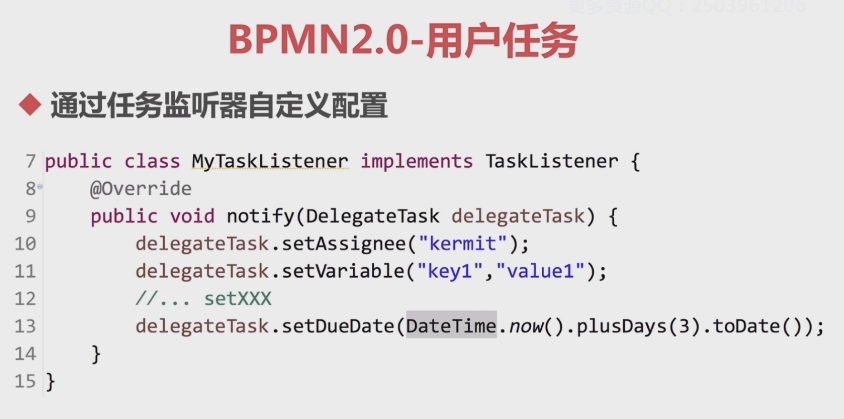 更多资源QQ：2503961206
BPMN2.0-用户任务
◆ 通过任务监听器自定义配置
7 public class MyTaskListener implements TaskListener {
8 @Override
9 public void notify(DelegateTask delegateTask) {
10 delegateTask.setAssignee("kermit");
11 delegateTask.setVariable("key1","value1");
12 //... setXXX
13 delegateTask.setDueDate(DateTime.now().plusDays(3).toDate());
14 }
15 }